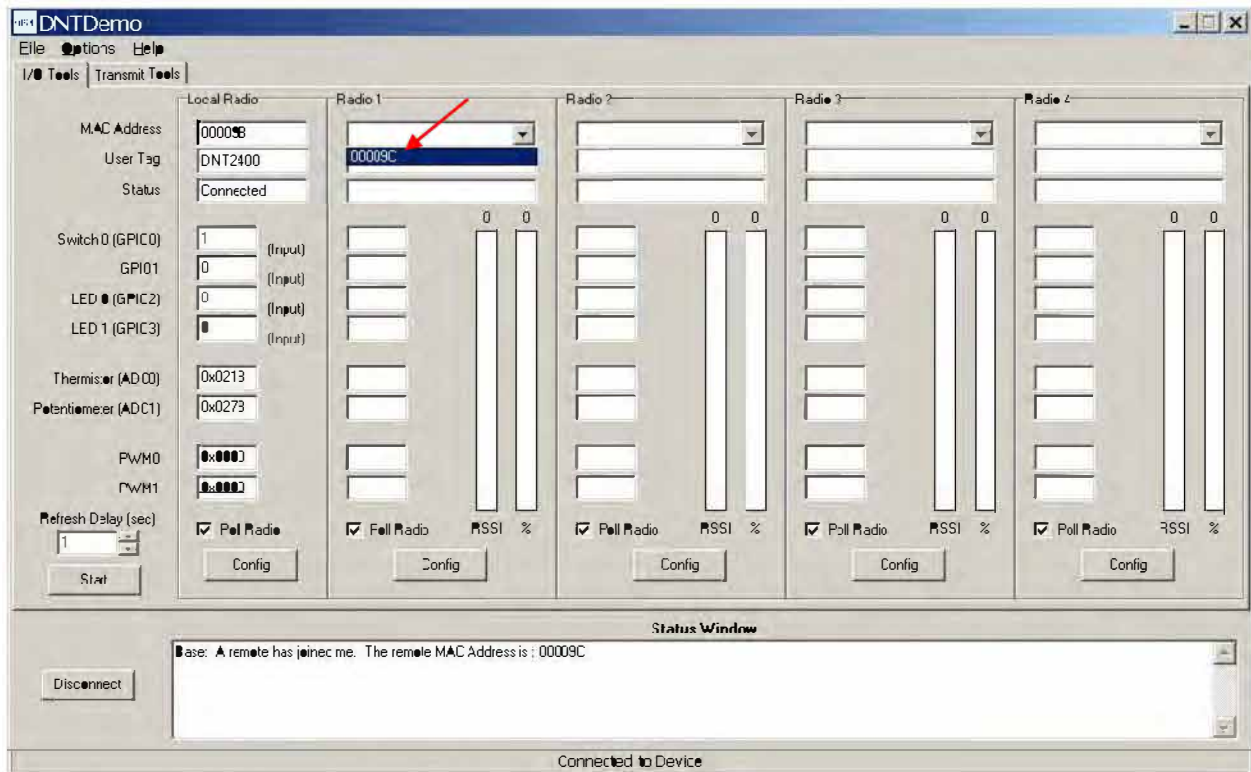 DNTDemo
File Options Help
I/O Tools Transmit Tools
Local Radio Radio 1 Radio 2 Radio 3 Radio 4
MAC Address 00009B
User Tag DNT2400 00009C
Status Connected
0 0 0 0 0 0 0 0
Switch 0 (GPIO0) 1 (Input)
GPIO1 0 (Input)
LED 0 (GPIO2) 0 (Input)
LED 1 (GPIO3) 0 (Input)
Thermistor (ADC0) 0x0213
Potentiometer (ADC1) 0x0273
PWM0 0x0000
PWM1 0x0000
Refresh Delay (sec)
1
Poll Radio Poll Radio RSSI % Poll Radio RSSI % Poll Radio RSSI % Poll Radio RSSI %
Start Config Config Config Config Config
Status Window
Base: A remote has joined me. The remote MAC Address is : 00009C
Disconnect
Connected to Device